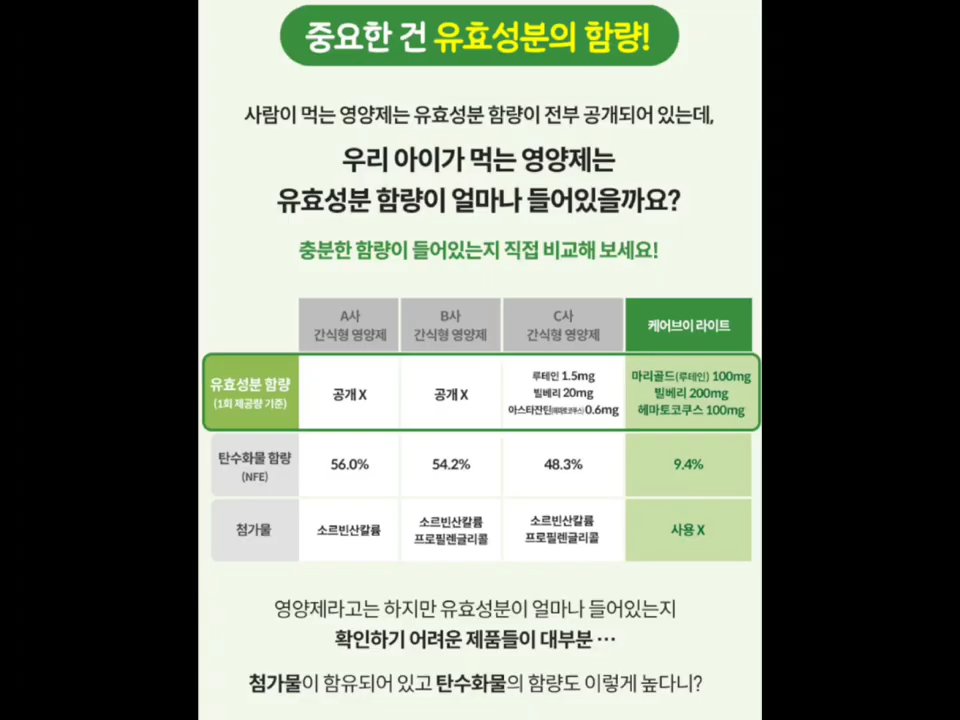 중요한 건 유효성분의 함량!
사람이 먹는 영양제는 유효성분 함량이 전부 공개되어 있는데,
우리 아이가 먹는 영양제는
유효성분 함량이 얼마나 들어있을까요?
충분한 함량이 들어있는지 직접 비교해 보세요!
A사
간식형 영양제
B사
간식형 영양제
C사
간식형 영양제
케어브이 라이트
유효성분 함량
(1회 제공량 기준)
공개 X
공개 X
루테인 1.5mg
빌베리 20mg
아스타잔틴(헤마토코쿠스) 0.6mg
마리골드(루테인) 100mg
빌베리 200mg
헤마토코쿠스 100mg
탄수화물 함량
(NFE)
56.0%
54.2%
48.3%
9.4%
첨가물
소르빈산칼륨
소르빈산칼륨
프로필렌글리콜
소르빈산칼륨
프로필렌글리콜
사용 X
영양제라고는 하지만 유효성분이 얼마나 들어있는지
확인하기 어려운 제품들이 대부분 …
첨가물이 함유되어 있고 탄수화물의 함량도 이렇게 높다니?